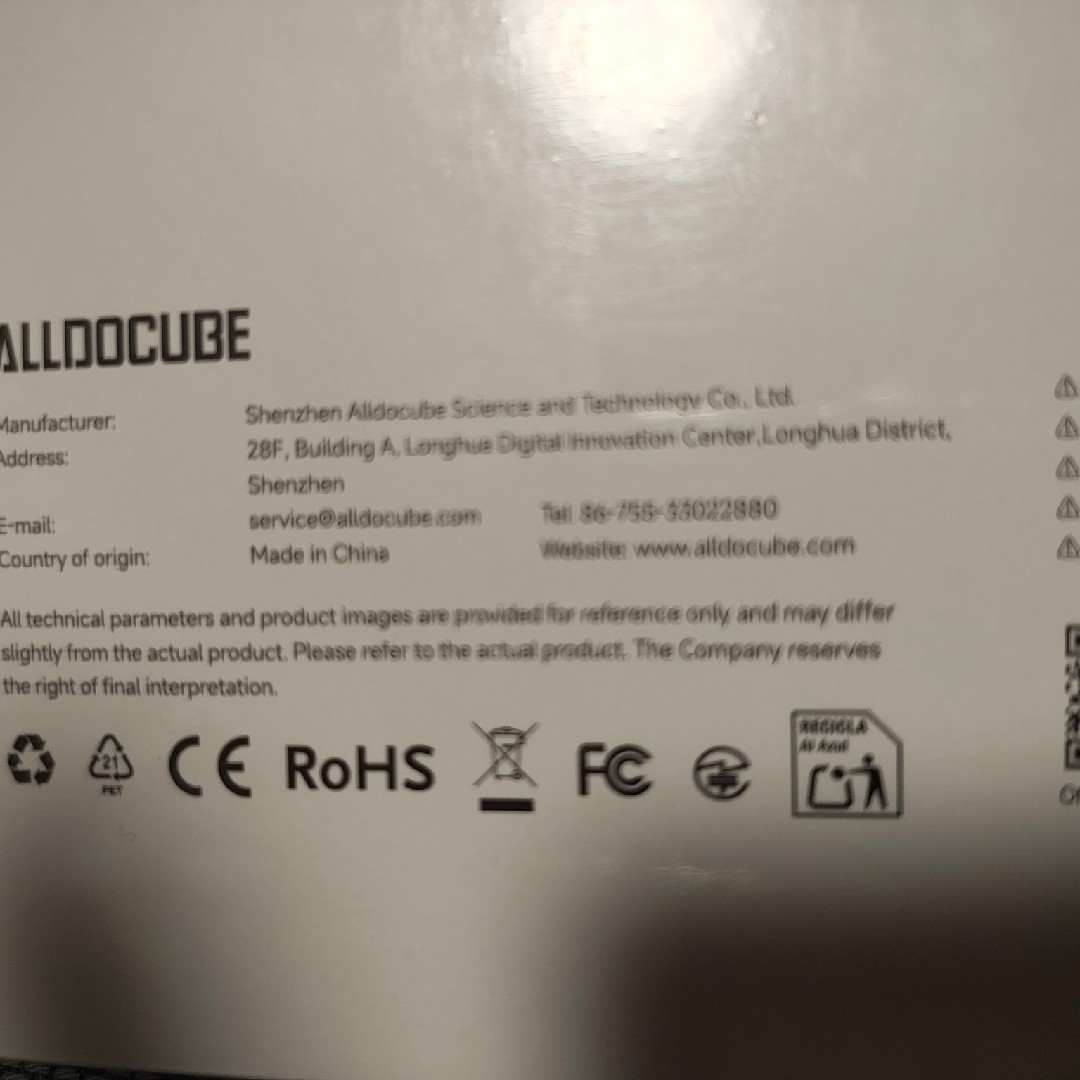 ALLDOCUBE
Manufacturer: Shenzhen Alldocube Science and Technology Co., Ltd.
Address: 28F, Building A, Longhua Digital Innovation Center,Longhua District,
Shenzhen
E-mail: service@alldocube.com Tel: 86-755-33022880
Country of origin: Made in China Website: www.alldocube.com
All technical parameters and product images are provided for reference only and may differ
slightly from the actual product. Please refer to the actual product. The Company reserves
the right of final interpretation.
21
PET
CE RoHS FC
RECICLA
Al Azul